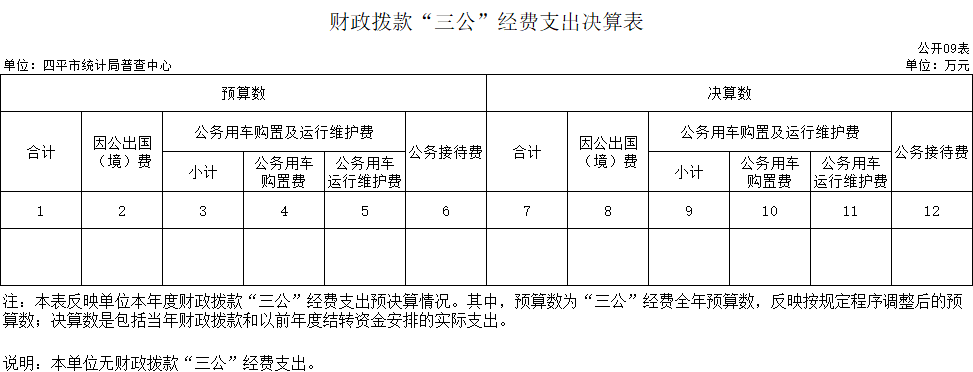 财政拨款“三公”经费支出决算表
公开09表
单位：四平市统计局普查中心 单位：万元
预算数 决算数
合计 因公出国（境）费 公务用车购置及运行维护费 公务接待费 合计 因公出国（境）费 公务用车购置及运行维护费 公务接待费
小计 公务用车购置费 公务用车运行维护费 小计 公务用车购置费 公务用车运行维护费
1 2 3 4 5 6 7 8 9 10 11 12
注：本表反映单位本年度财政拨款“三公”经费支出预决算情况。其中，预算数为“三公”经费全年预算数，反映按规定程序调整后的预
算数；决算数是包括当年财政拨款和以前年度结转资金安排的实际支出。
说明：本单位无财政拨款“三公”经费支出。